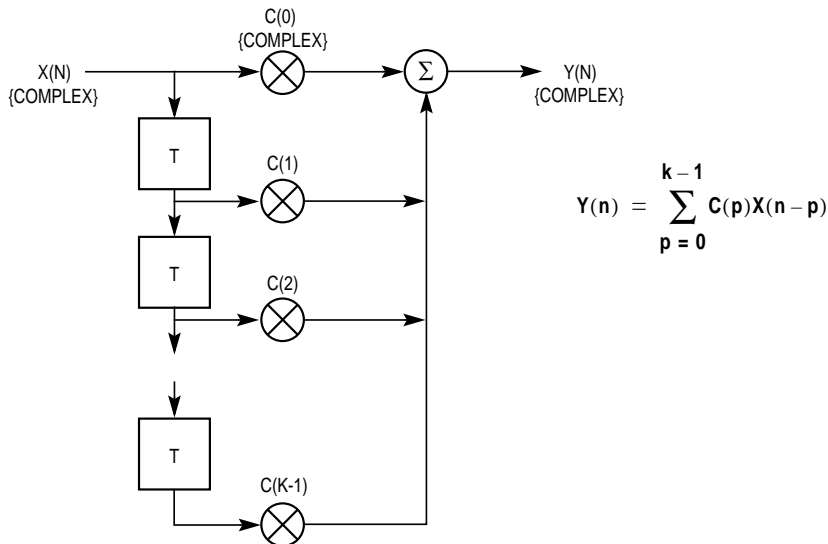 C(0)
{COMPLEX}
X(N)
{COMPLEX}
Σ
Y(N)
{COMPLEX}
T
C(1)
T
C(2)
T
C(K-1)
k – 1
Y(n) = ∑ C(p)X(n – p)
p = 0